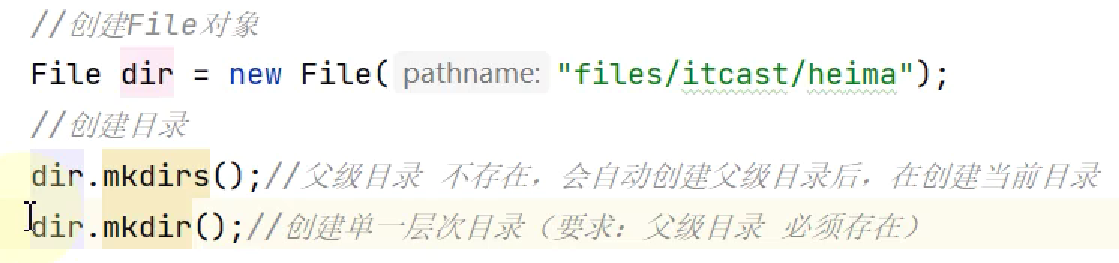 //创建File对象
File dir = new File( pathname: "files/itcast/heima");
//创建目录
dir.mkdirs();//父级目录 不存在，会自动创建父级目录后，在创建当前目录
dir.mkdir();//创建单一层次目录（要求：父级目录 必须存在）